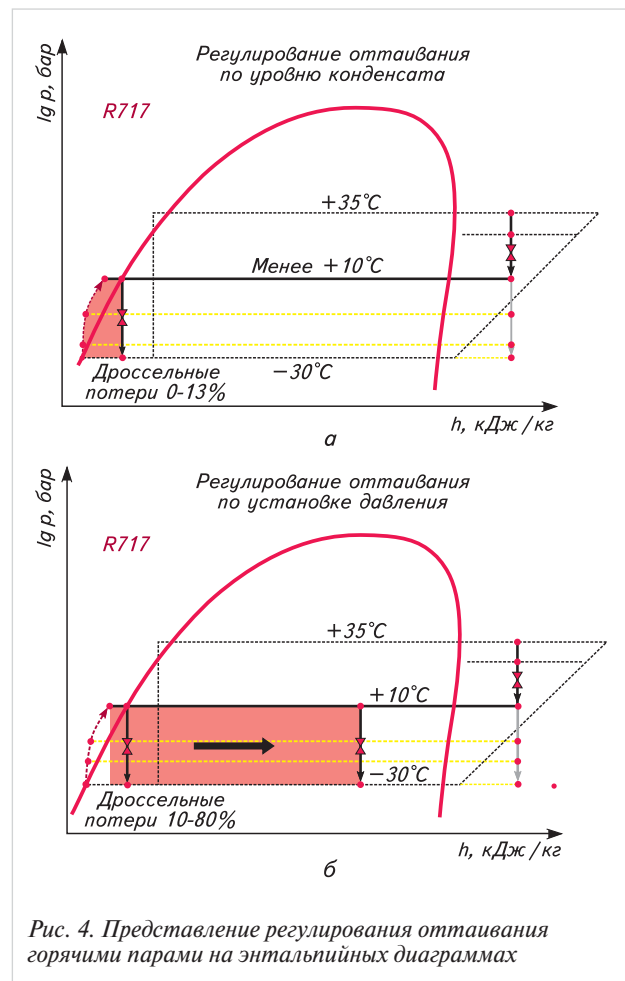 lg p, бар
Регулирование оттаивания
по уровню конденсата
R717
+35°C
Менее +10°C
Дроссельные
потери 0-13%
−30°C
h, кДж/кг
а
lg p, бар
Регулирование оттаивания
по установке давления
R717
+35°C
+10°C
−30°C
Дроссельные
потери 10-80%
h, кДж/кг
б
Рис. 4. Представление регулирования оттаивания
горячими парами на энтальпийных диаграммах